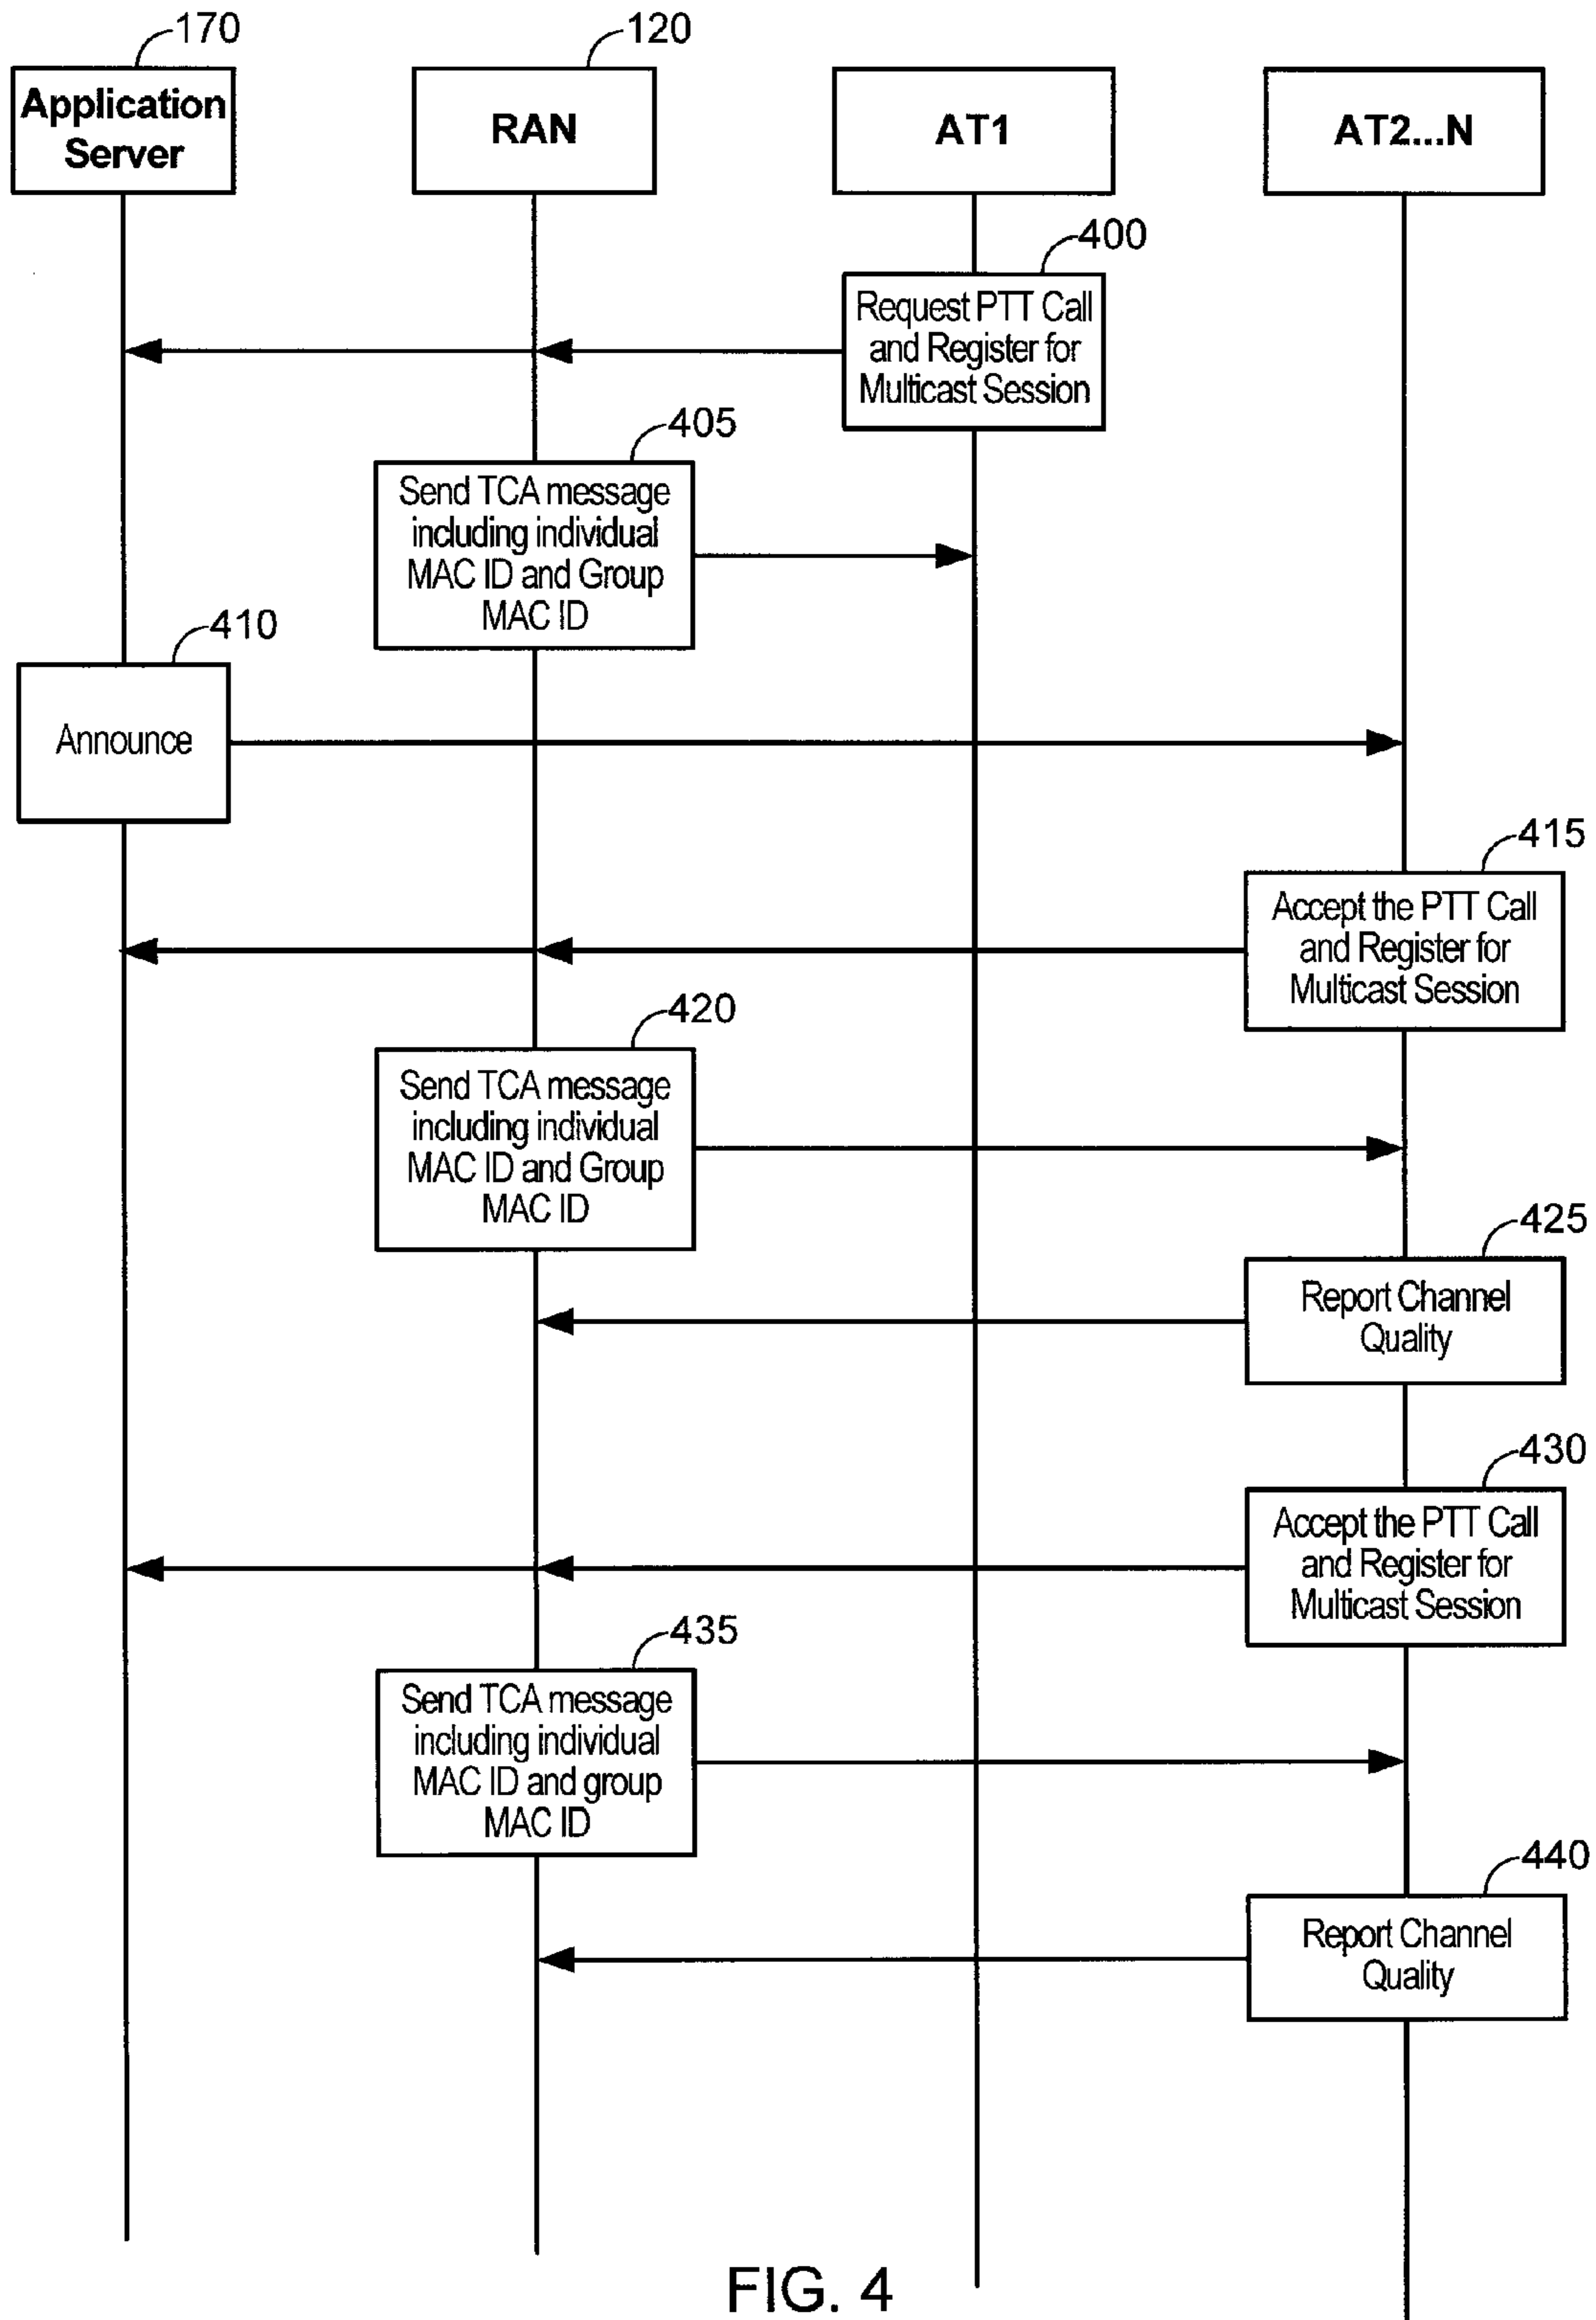 170
120
Application
Server
RAN
AT1
AT2...N
400
Request PTT Call
and Register for
Multicast Session
405
Send TCA message
including individual
MAC ID and Group
MAC ID
410
Announce
415
Accept the PTT Call
and Register for
Multicast Session
420
Send TCA message
including individual
MAC ID and Group
MAC ID
425
Report Channel
Quality
430
Accept the PTT Call
and Register for
Multicast Session
435
Send TCA message
including individual
MAC ID and group
MAC ID
440
Report Channel
Quality
FIG. 4